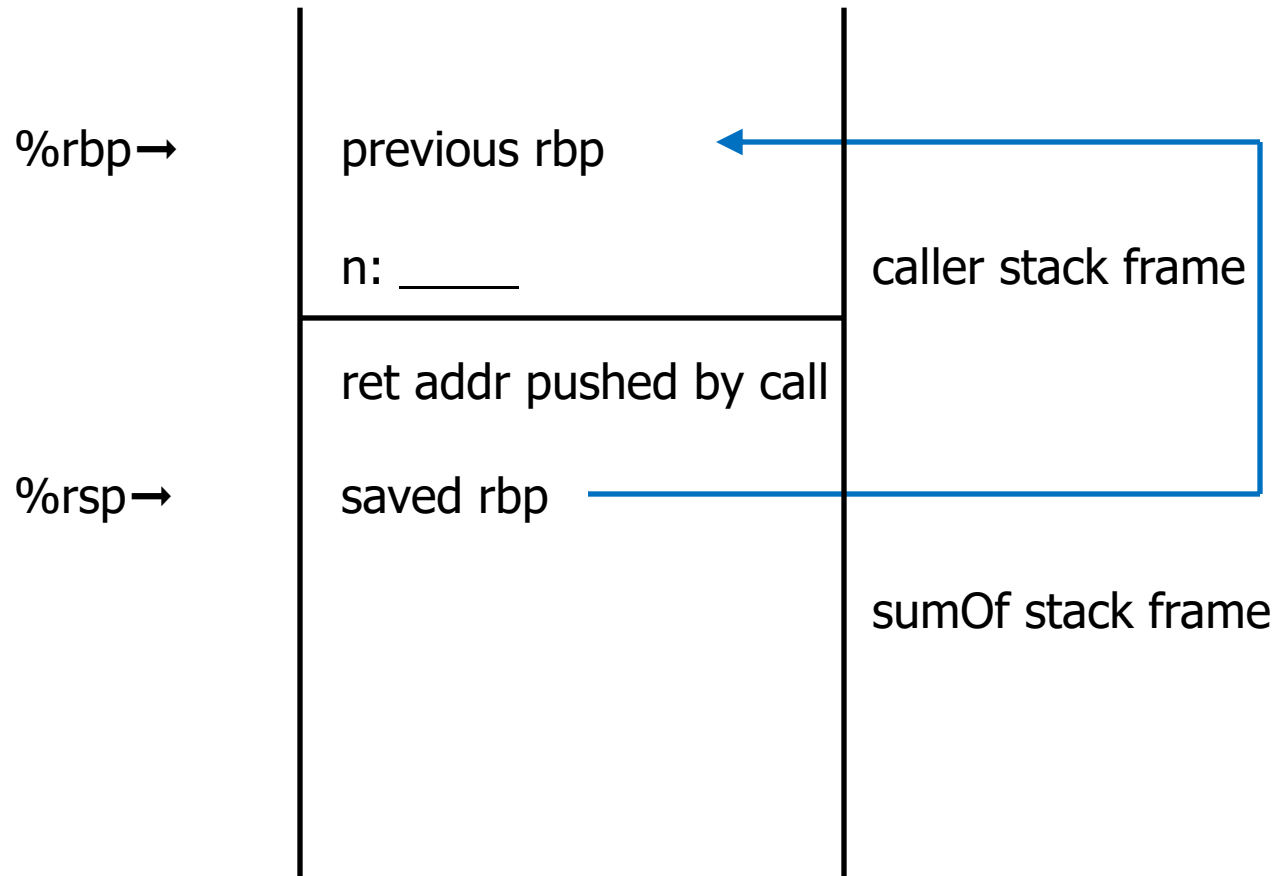 %rbp→ previous rbp
n: _____ caller stack frame
ret addr pushed by call
%rsp→ saved rbp
sumOf stack frame